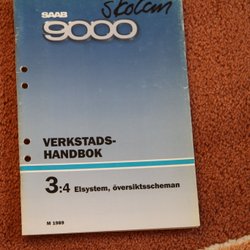 Skolan
SAAB
9000
VERKSTADS-
HANDBOK
3:4 Elsystem, översiktsscheman
M 1989